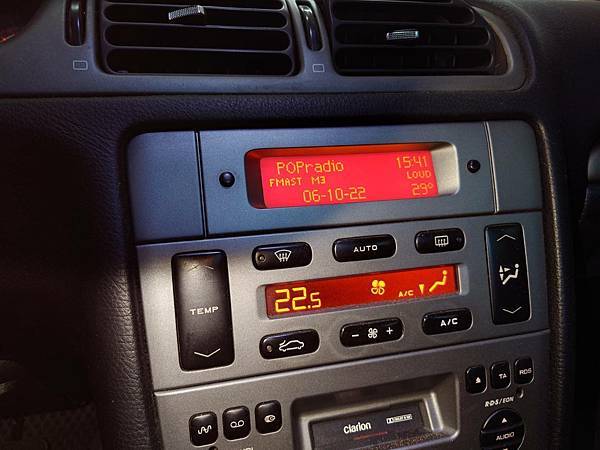 POPradio 15:41
FMAST M3 LOUD
06-10-22 29°
AUTO
TEMP
22.5 A/C
A/C
TA RDS
RDS/EON
clarion
AUDIO